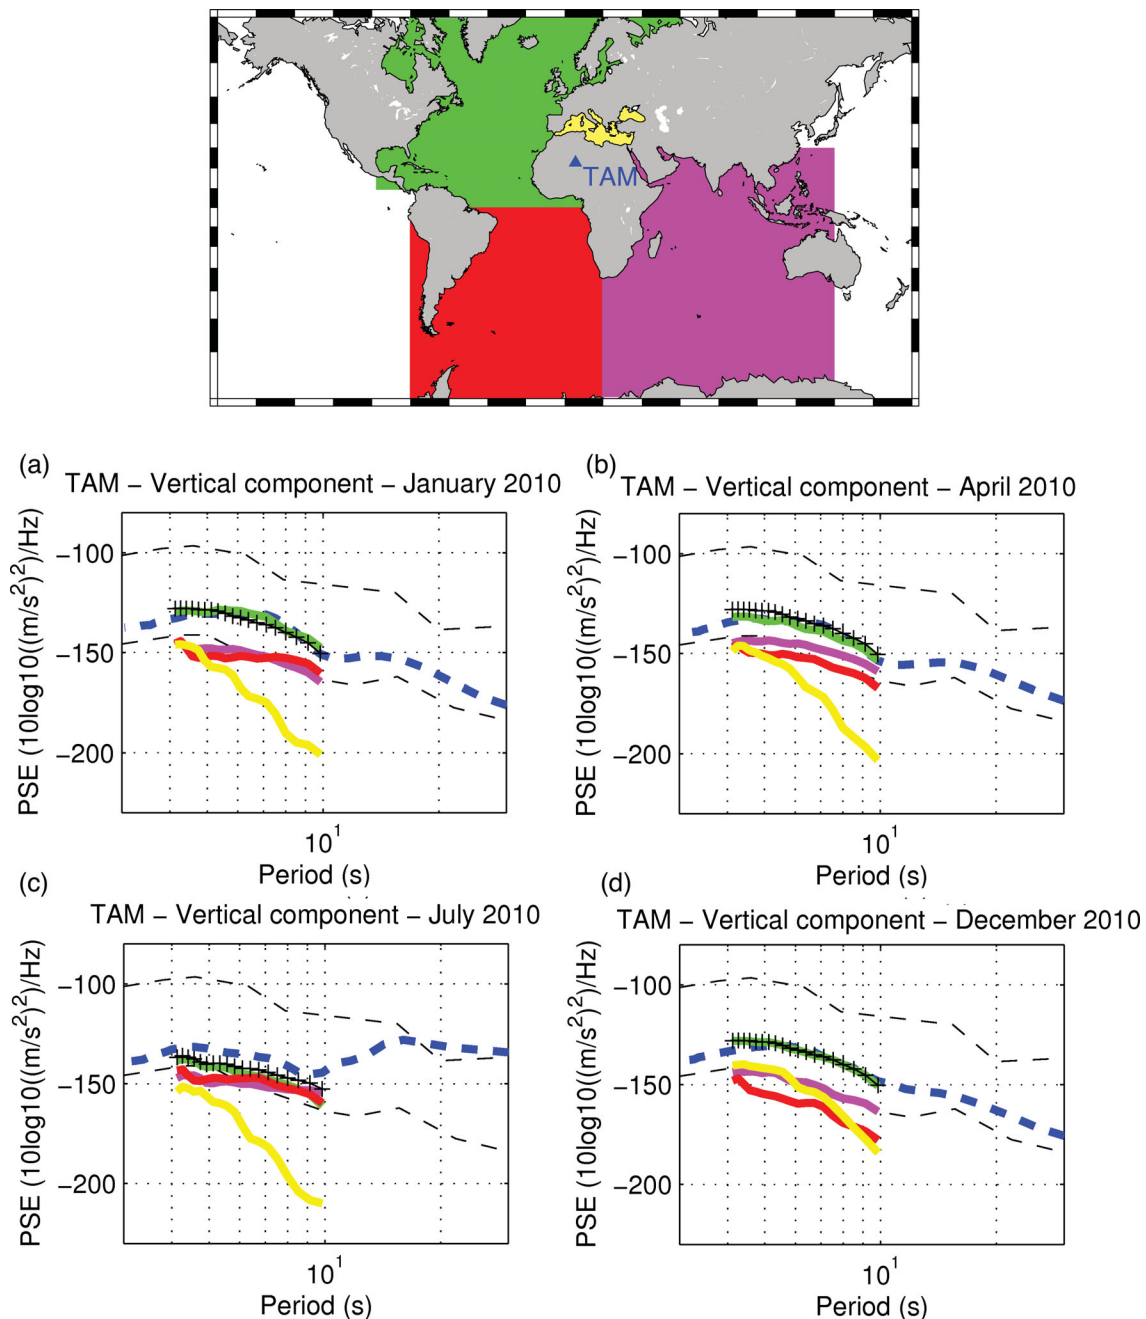 TAM
(a)
TAM – Vertical component – January 2010
PSE (10log10((m/s²)²)/Hz)
−100
−150
−200
10¹
Period (s)
(b)
TAM – Vertical component – April 2010
PSE (10log10((m/s²)²)/Hz)
−100
−150
−200
10¹
Period (s)
(c)
TAM – Vertical component – July 2010
PSE (10log10((m/s²)²)/Hz)
−100
−150
−200
10¹
Period (s)
(d)
TAM – Vertical component – December 2010
PSE (10log10((m/s²)²)/Hz)
−100
−150
−200
10¹
Period (s)